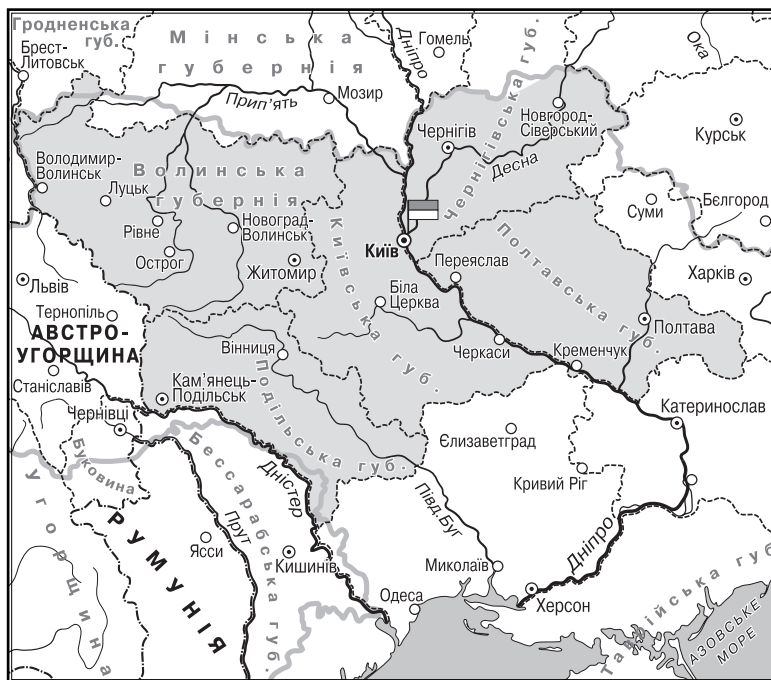 Гродненська
губ.
Брест-
Литовськ
Мінська
губернія
Дніпро
Гомель
Ока
Мозир
Прип’ять
Чернігівська губ.
Новгород-
Сіверський
Чернігів
Десна
Курськ
Володимир-
Волинськ
Волинська
губернія
Луцьк
Рівне
Новоград-
Волинськ
Острог
Житомир
Київська губ.
Київ
Суми
Бєлгород
Полтавська губ.
Переяслав
Харків
Львів
Біла
Церква
Тернопіль
АВСТРО-
УГОРЩИНА
Полтава
Вінниця
Черкаси
Кременчук
Станіславів
Кам’янець-
Подільськ
Подільська губ.
Чернівці
Катеринослав
Буковина
Бессарабська губ.
Єлизаветград
Кривий Ріг
Угорщина
РУМУНІЯ
Прут
Дністер
Півд.Буг
Дніпро
Ясси
Кишинів
Миколаїв
Одеса
Херсон
Таврійська губ
АЗОВСЬКЕ
МОРЕ